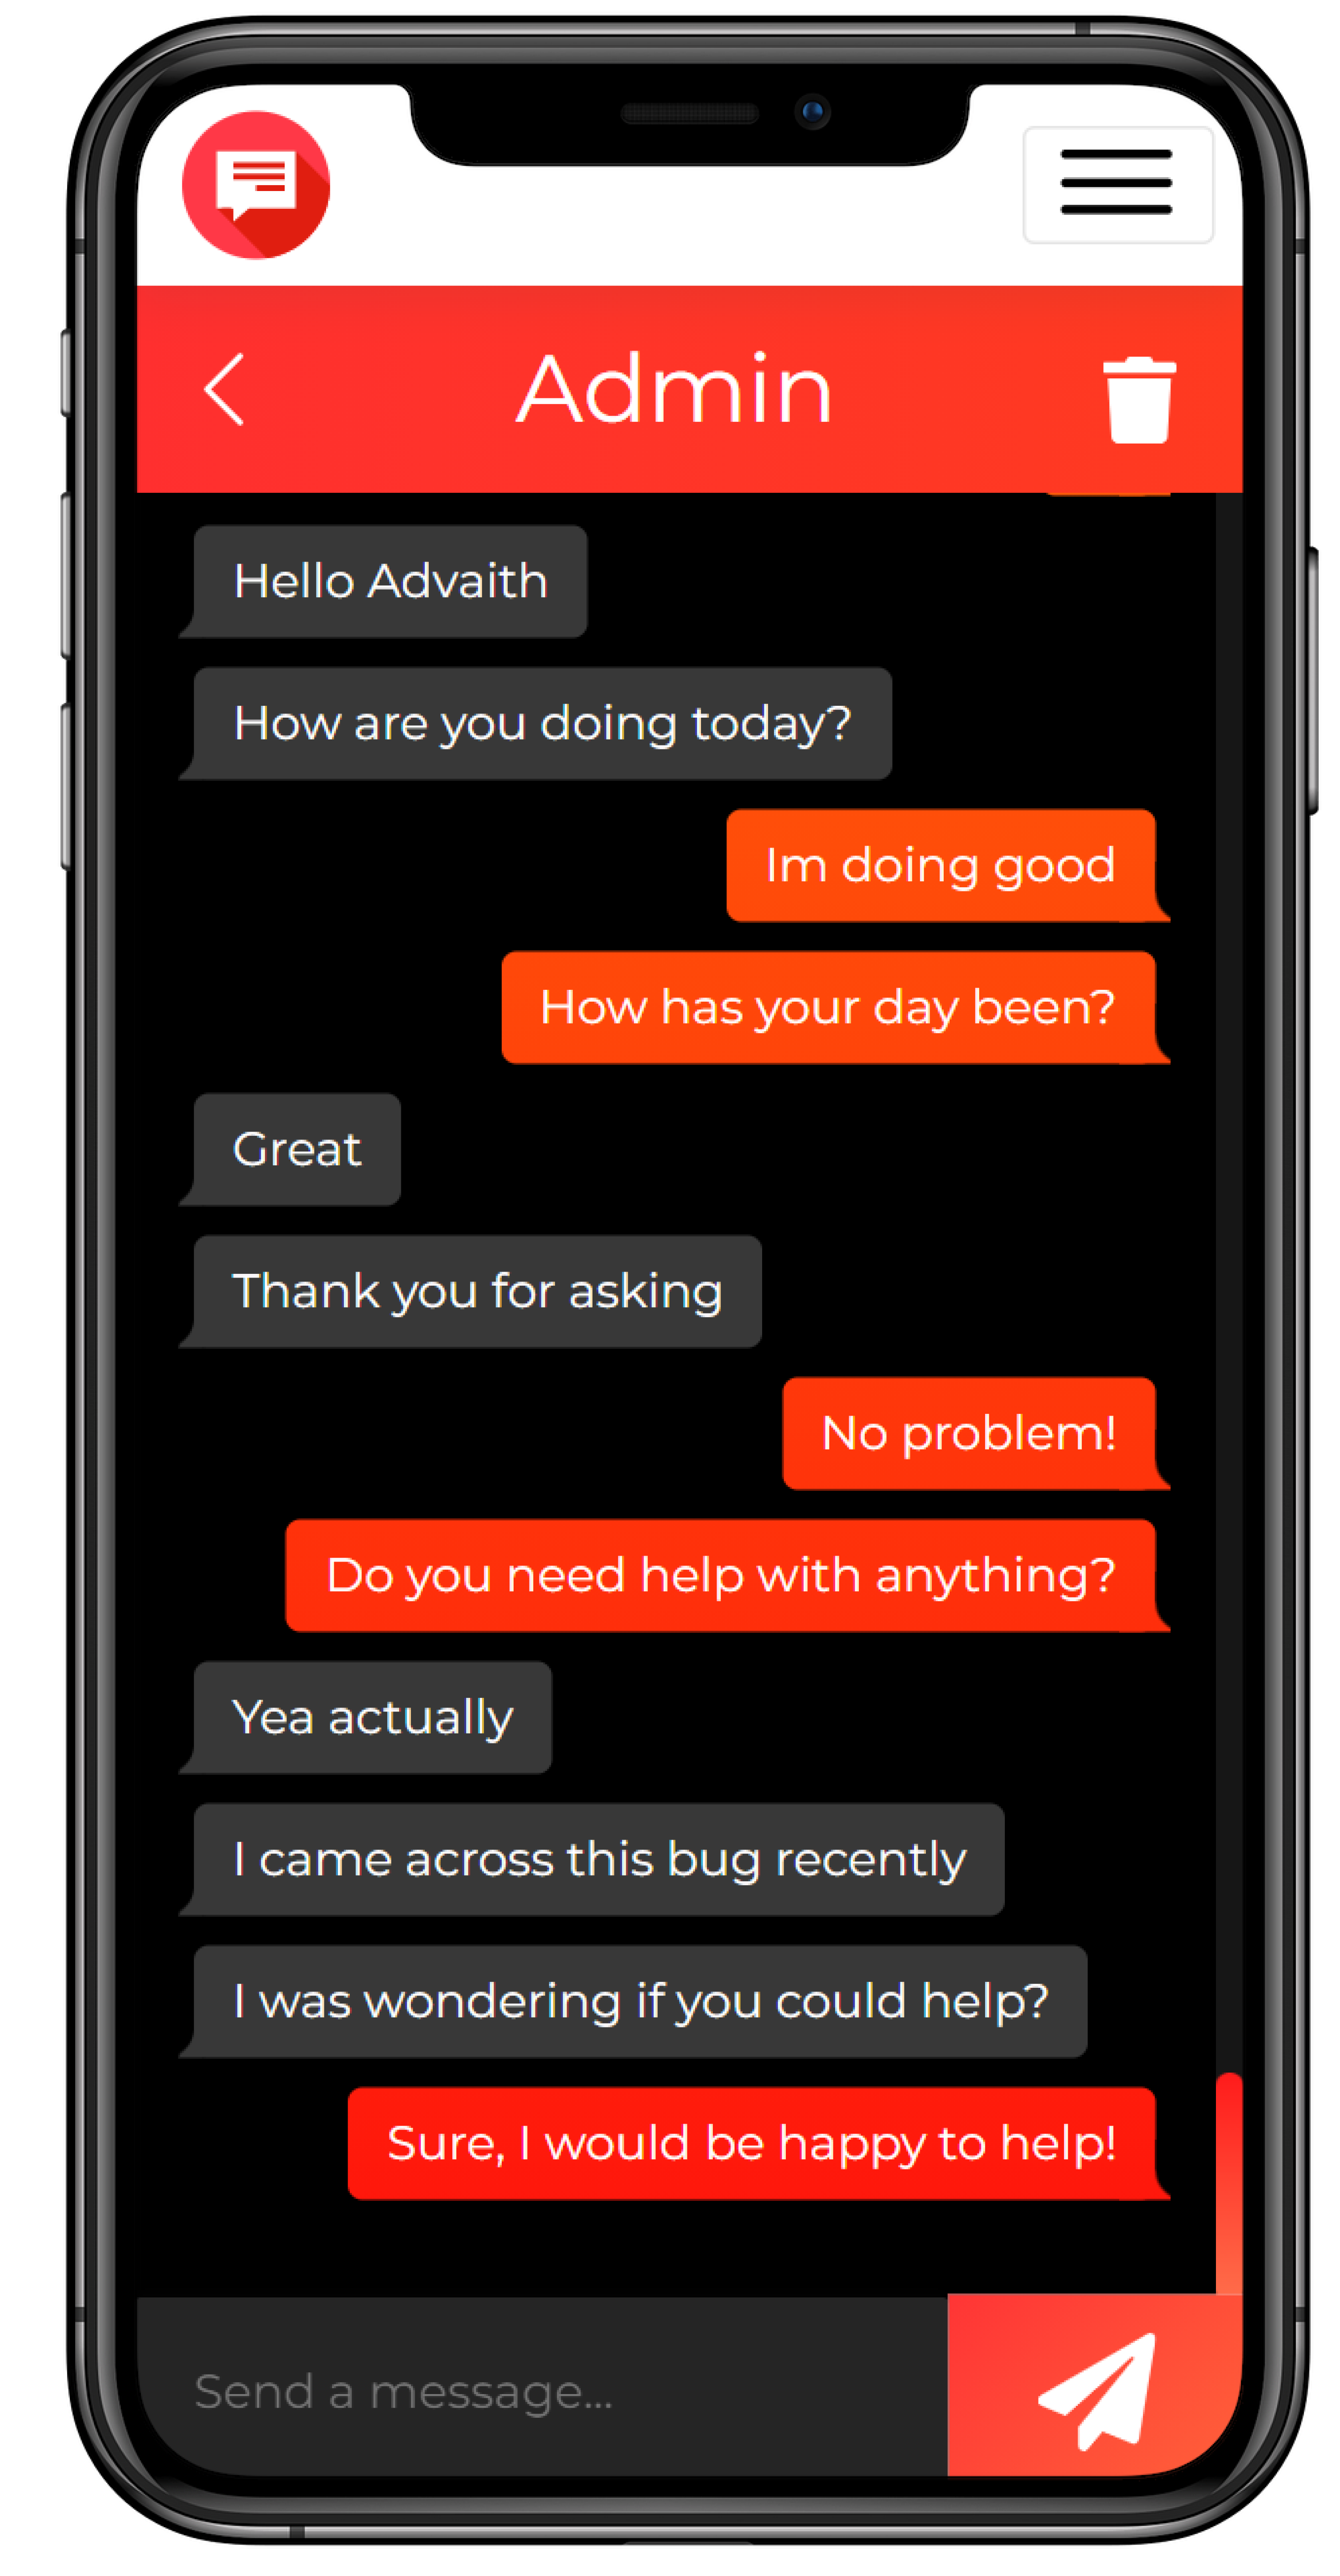 Admin
Hello Advaith
How are you doing today?
Im doing good
How has your day been?
Great
Thank you for asking
No problem!
Do you need help with anything?
Yea actually
I came across this bug recently
I was wondering if you could help?
Sure, I would be happy to help!
Send a message...